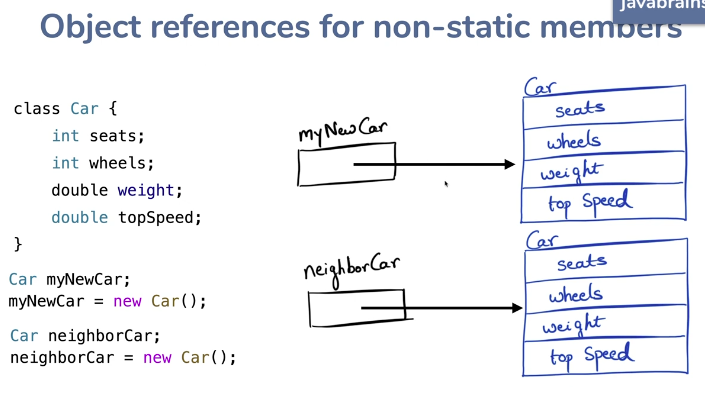 javabrains
Object references for non-static members
class Car {
int seats;
int wheels;
double weight;
double topSpeed;
}
Car myNewCar;
myNewCar = new Car();
Car neighborCar;
neighborCar = new Car();
myNewCar
Car
seats
wheels
weight
top Speed
neighborCar
Car
seats
wheels
weight
top Speed